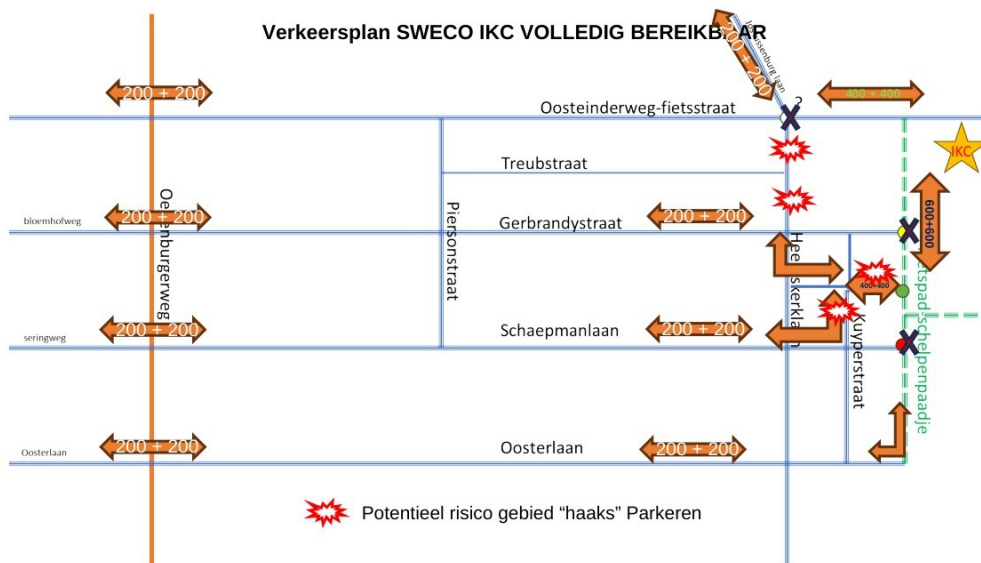 Verkeersplan SWECO IKC VOLLEDIG BEREIKBAAR
200 + 200
200 + 200
400 + 400
?
Oosteinderweg-fietsstraat
IKC
Treubstraat
600+600
bloemhofweg
200 + 200
Piersonstraat
Gerbrandystraat
200 + 200
400+400
seringweg
200 + 200
Schaepmanlaan
200 + 200
Kuyperstraat
Oosterlaan
200 + 200
Oosterlaan
200 + 200
Potentieel risico gebied “haaks” Parkeren